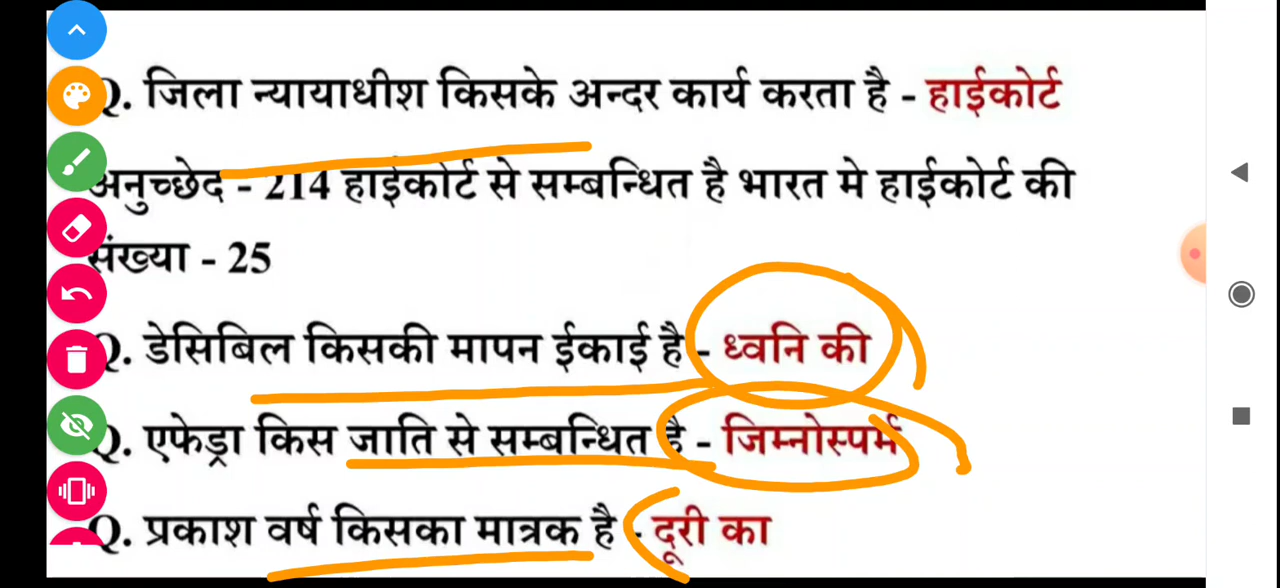 Q. जिला न्यायाधीश किसके अन्दर कार्य करता है - हाईकोर्ट
अनुच्छेद - 214 हाईकोर्ट से सम्बन्धित है भारत मे हाईकोर्ट की
संख्या - 25
Q. डेसिबिल किसकी मापन ईकाई है - ध्वनि की
Q. एफेड्रा किस जाति से सम्बन्धित है - जिम्नोस्पर्म
Q. प्रकाश वर्ष किसका मात्रक है - दूरी का